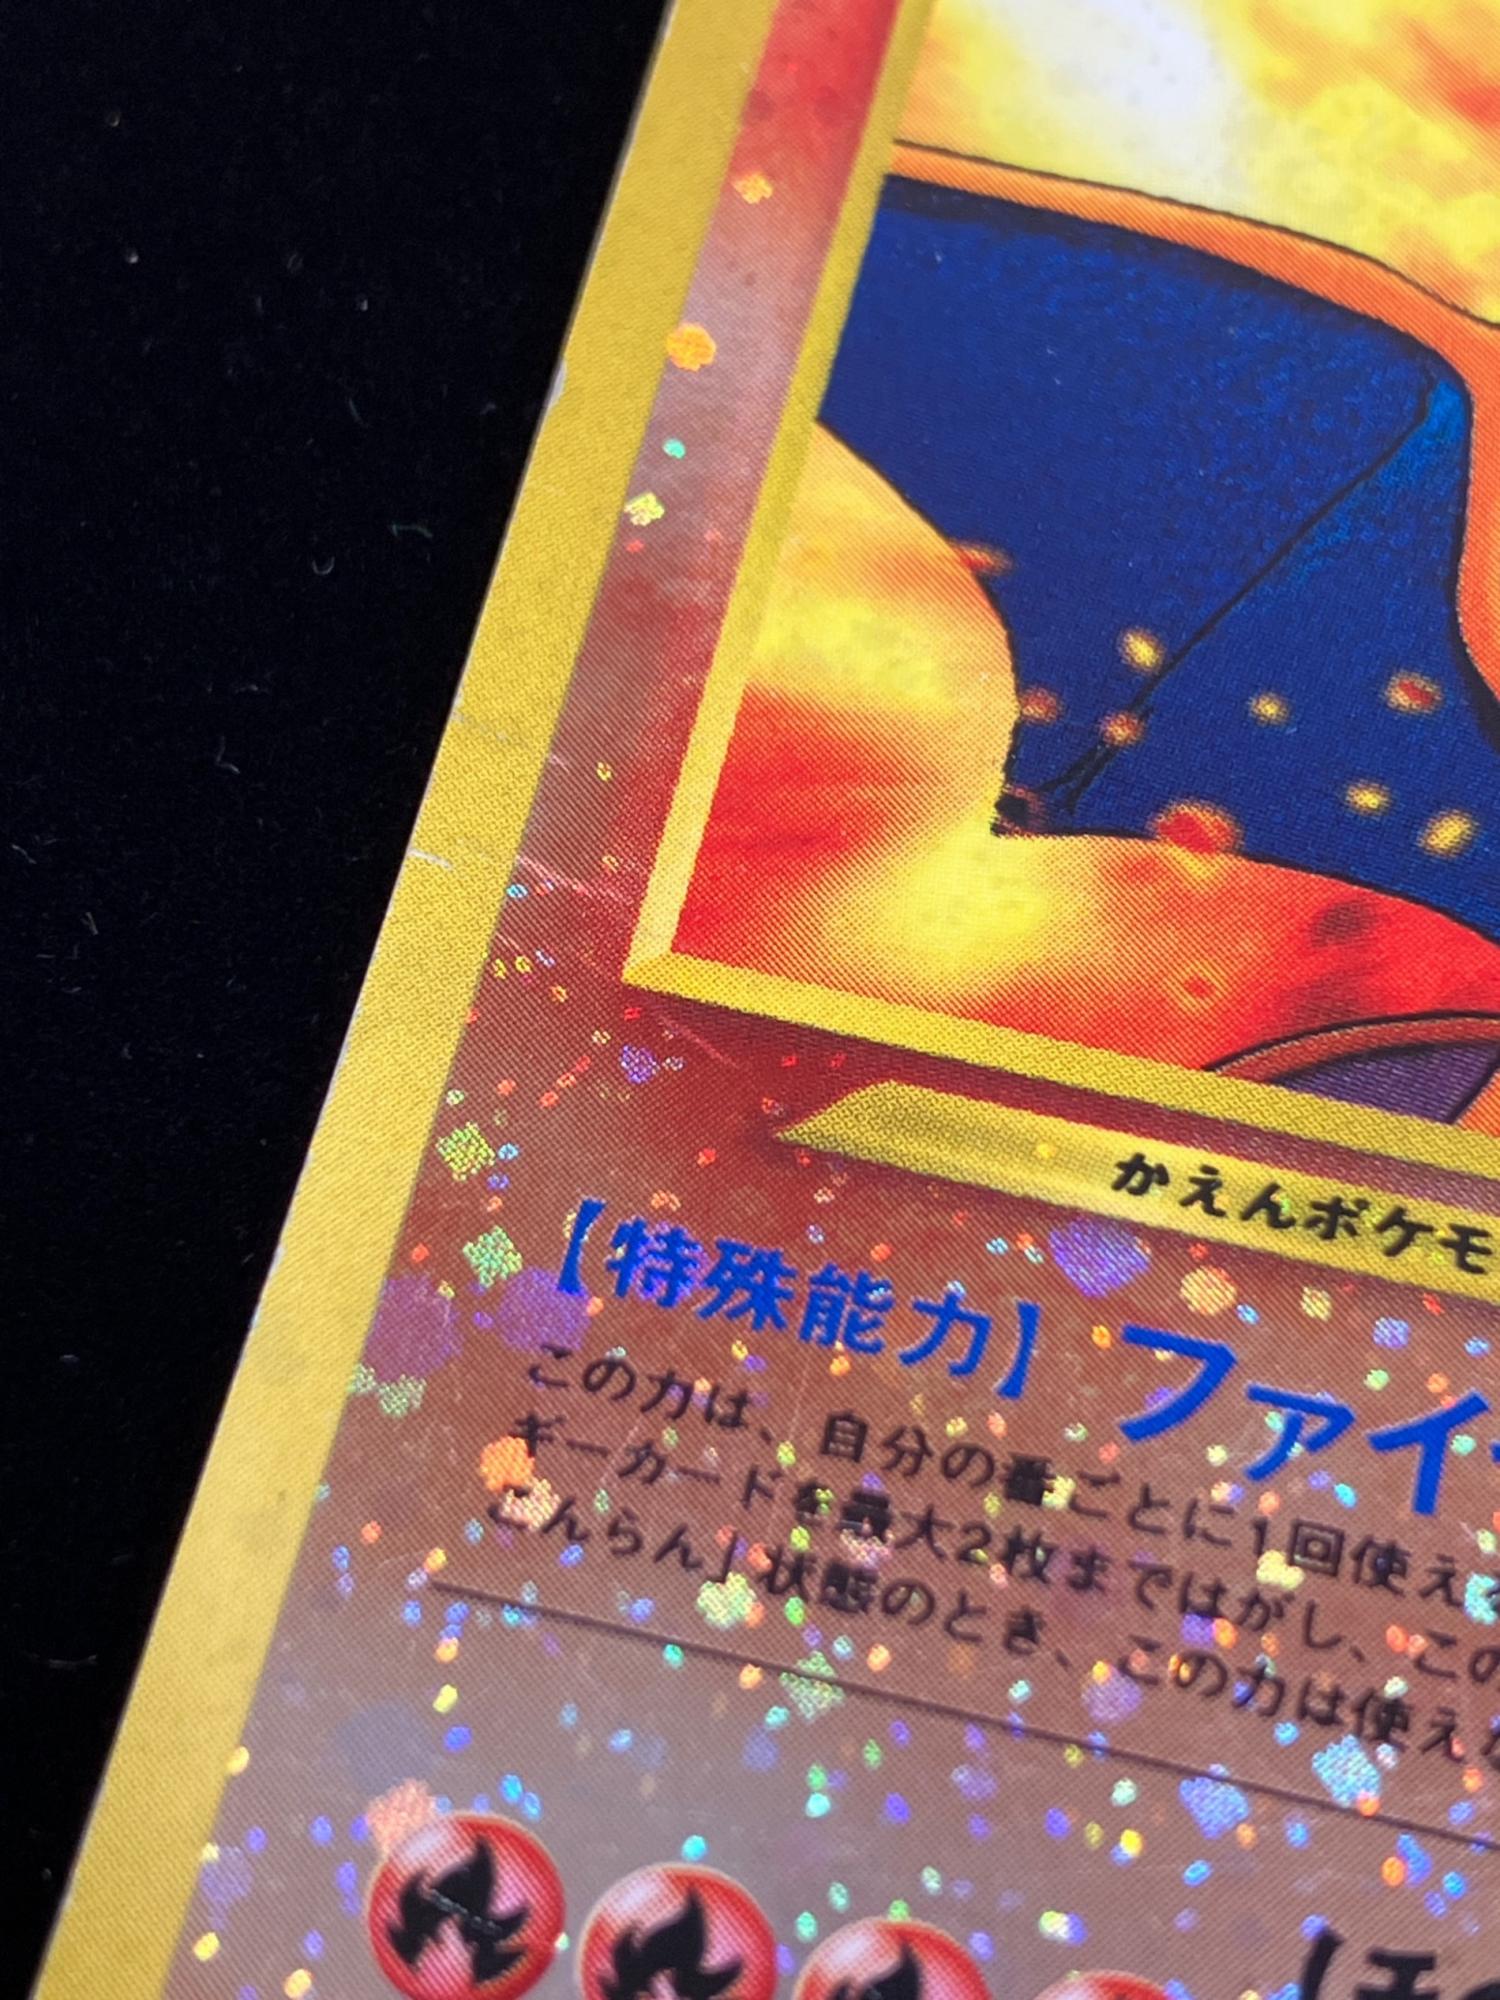 かえんポケモ
【特殊能力】ファイ
この力は、自分の番ごとに1回使え
ギーカードを最大2枚まではがし、この
こんらん」状態のとき、この力は使え
【ほの